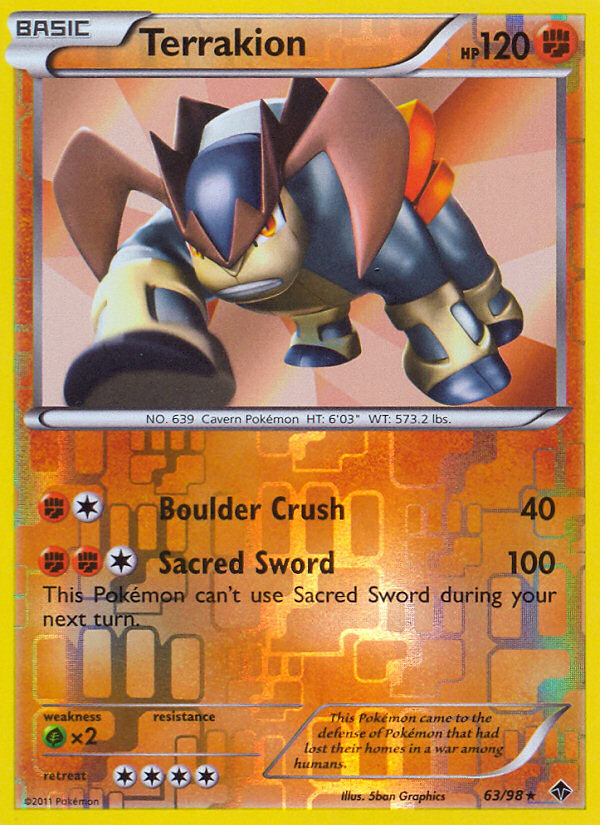 BASIC Terrakion HP 120
NO. 639 Cavern Pokémon HT: 6'03" WT: 573.2 lbs.
Boulder Crush 40
Sacred Sword 100
This Pokémon can't use Sacred Sword during your
next turn.
weakness resistance
×2
retreat
This Pokémon came to the
defense of Pokémon that had
lost their homes in a war among
humans.
Illus. 5ban Graphics 63/98 ★
©2011 Pokémon